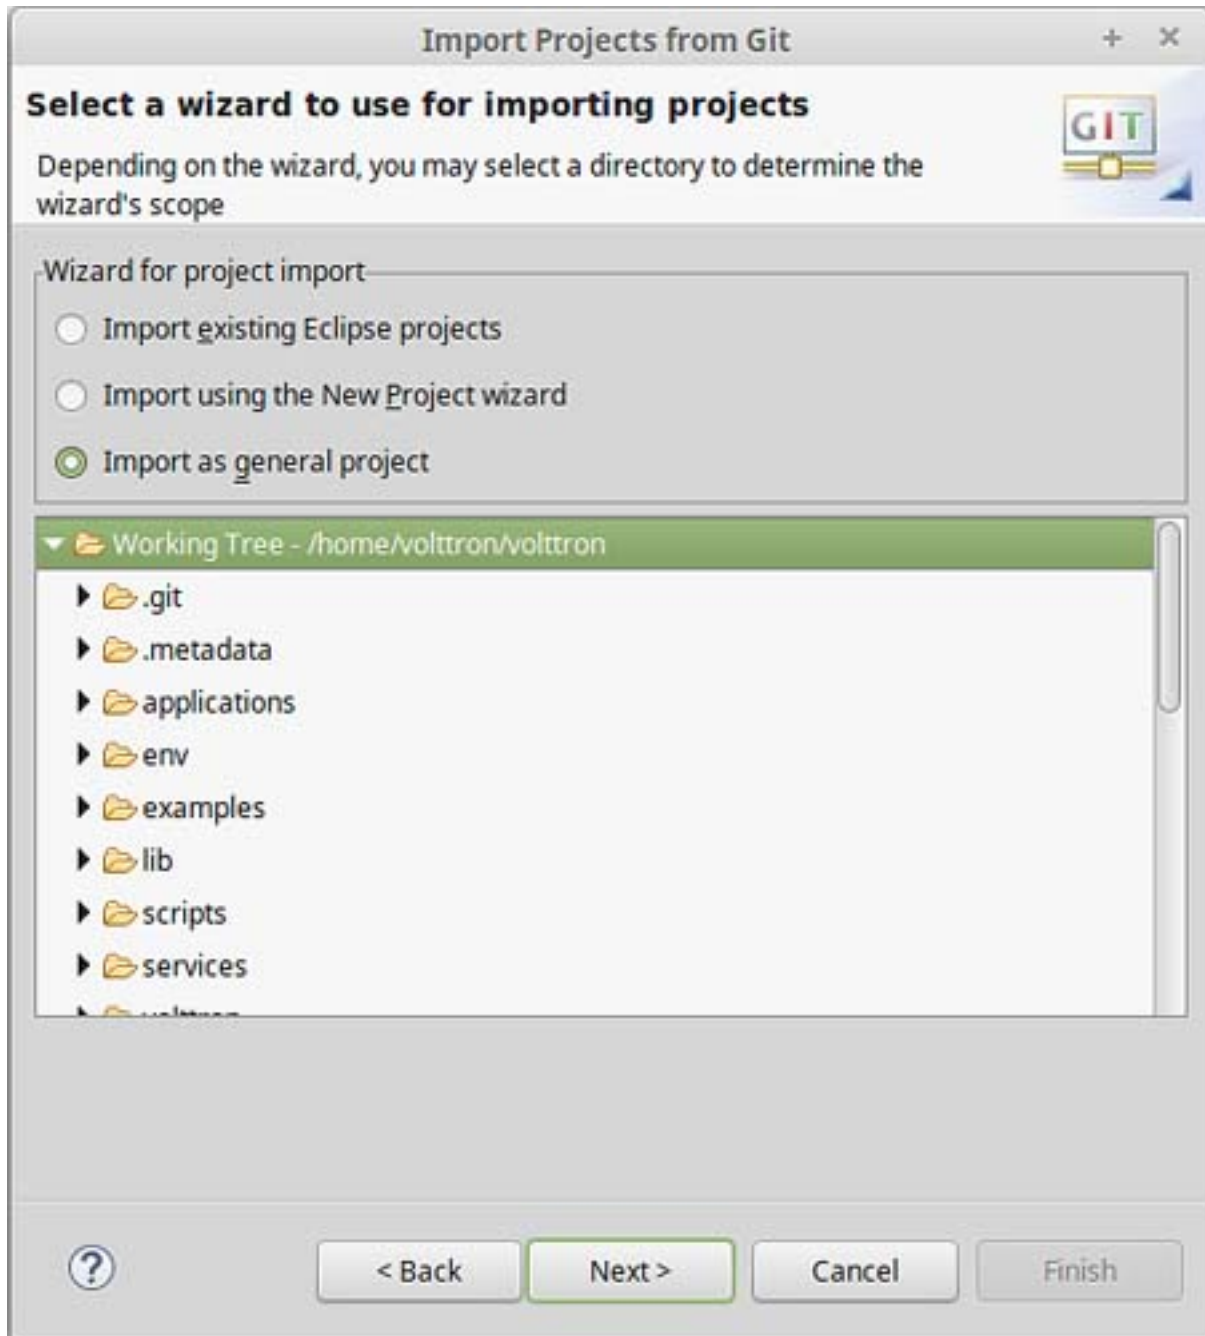 Import Projects from Git
Select a wizard to use for importing projects
GIT
Depending on the wizard, you may select a directory to determine the
wizard's scope
Wizard for project import
Import existing Eclipse projects
Import using the New Project wizard
Import as general project
Working Tree - /home/volttron/volttron
.git
.metadata
applications
env
examples
lib
scripts
services
volttron
?
< Back
Next >
Cancel
Finish